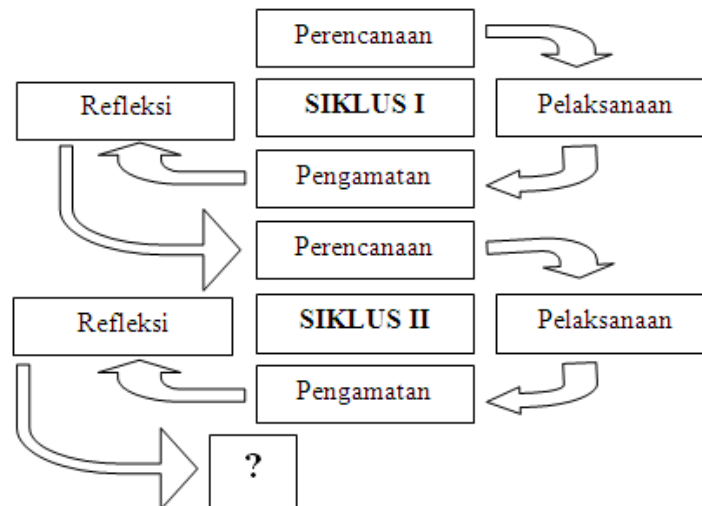 Perencanaan
Refleksi
SIKLUS I
Pelaksanaan
Pengamatan
Perencanaan
Refleksi
SIKLUS II
Pelaksanaan
Pengamatan
?